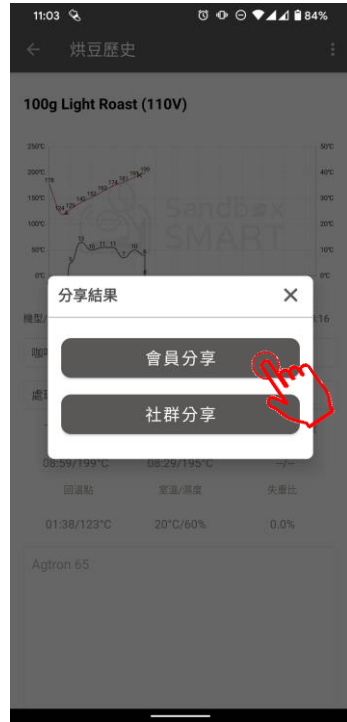 11:03 84%
烘豆歷史
100g Light Roast (110V)
250℃ 50℃
200℃ 40℃
150℃ 30℃
100℃ 20℃
50℃ 10℃
0℃ 0℃
Sandbox
SMART
分享結果
機型/ :16
會員分享
社群分享
08:59/199°C 08:29/195°C --/--
回溫點 室溫/濕度 失重比
01:38/123°C 20°C/60% 0.0%
Agtron 65